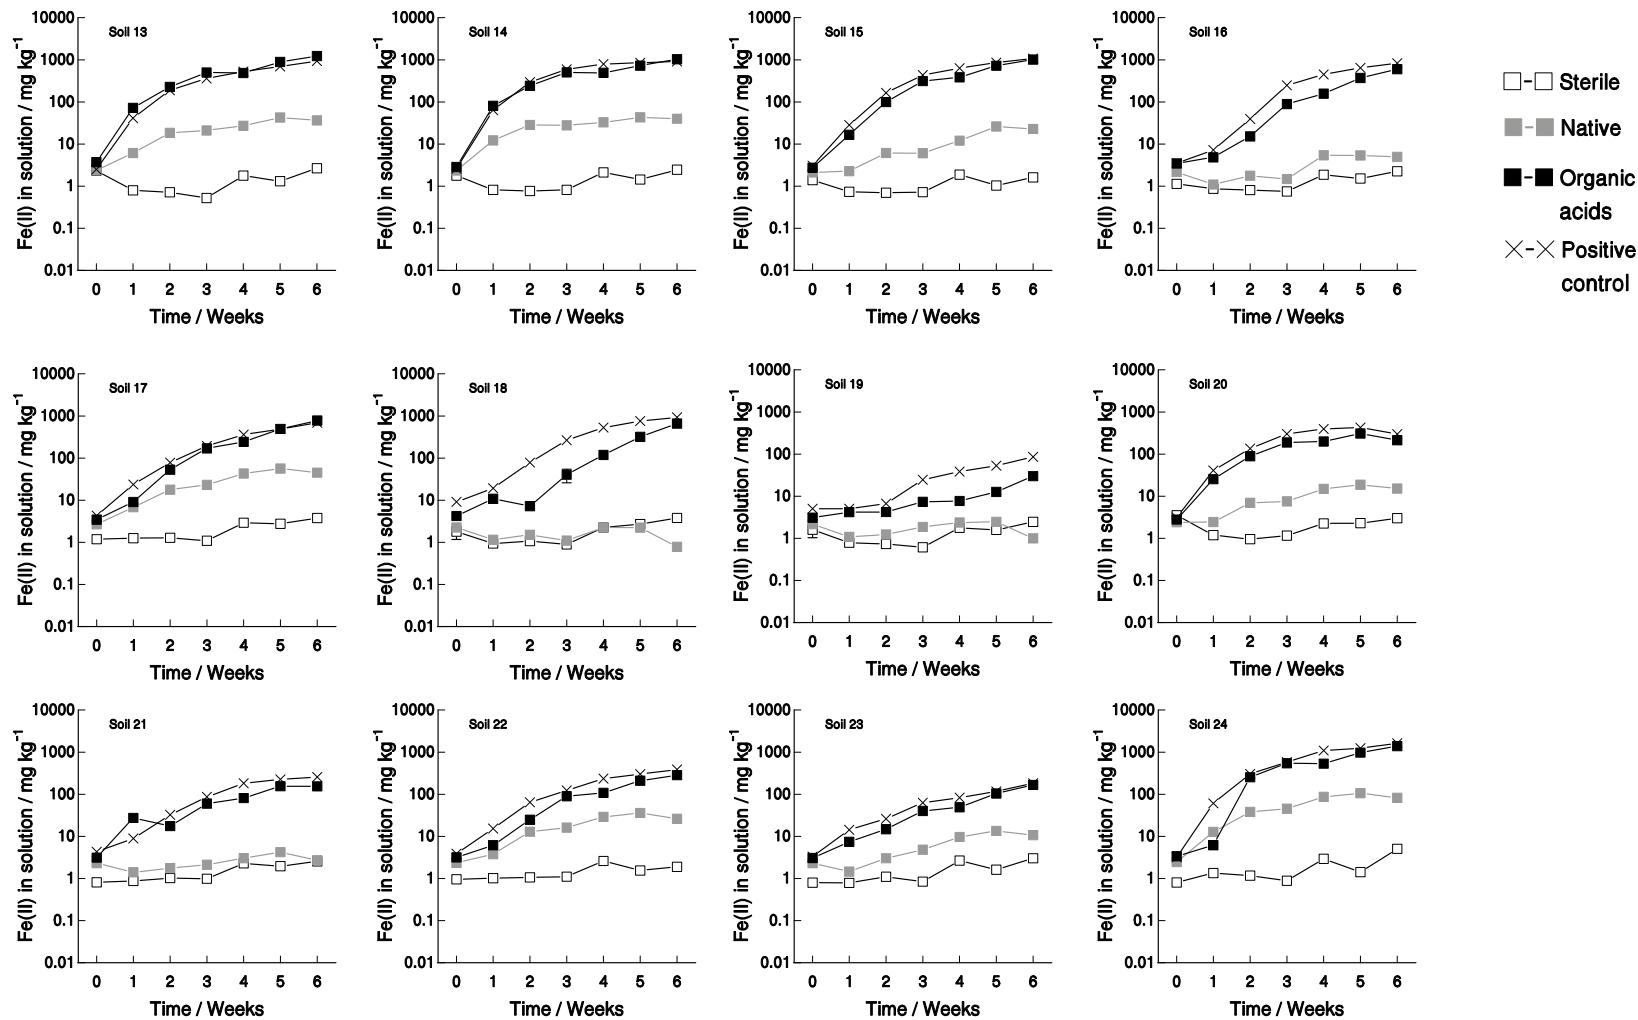 Soil 13
10000
1000
100
10
1
0.1
0.01
Fe(II) in solution / mg kg⁻¹
0 1 2 3 4 5 6
Time / Weeks
Soil 14
10000
1000
100
10
1
0.1
0.01
Fe(II) in solution / mg kg⁻¹
0 1 2 3 4 5 6
Time / Weeks
Soil 15
10000
1000
100
10
1
0.1
0.01
Fe(II) in solution / mg kg⁻¹
0 1 2 3 4 5 6
Time / Weeks
Soil 16
10000
1000
100
10
1
0.1
0.01
Fe(II) in solution / mg kg⁻¹
0 1 2 3 4 5 6
Time / Weeks
Sterile
Native
Organic
acids
Positive
control
Soil 17
10000
1000
100
10
1
0.1
0.01
Fe(II) in solution / mg kg⁻¹
0 1 2 3 4 5 6
Time / Weeks
Soil 18
10000
1000
100
10
1
0.1
0.01
Fe(II) in solution / mg kg⁻¹
0 1 2 3 4 5 6
Time / Weeks
Soil 19
10000
1000
100
10
1
0.1
0.01
Fe(II) in solution / mg kg⁻¹
0 1 2 3 4 5 6
Time / Weeks
Soil 20
10000
1000
100
10
1
0.1
0.01
Fe(II) in solution / mg kg⁻¹
0 1 2 3 4 5 6
Time / Weeks
Soil 21
10000
1000
100
10
1
0.1
0.01
Fe(II) in solution / mg kg⁻¹
0 1 2 3 4 5 6
Time / Weeks
Soil 22
10000
1000
100
10
1
0.1
0.01
Fe(II) in solution / mg kg⁻¹
0 1 2 3 4 5 6
Time / Weeks
Soil 23
10000
1000
100
10
1
0.1
0.01
Fe(II) in solution / mg kg⁻¹
0 1 2 3 4 5 6
Time / Weeks
Soil 24
10000
1000
100
10
1
0.1
0.01
Fe(II) in solution / mg kg⁻¹
0 1 2 3 4 5 6
Time / Weeks